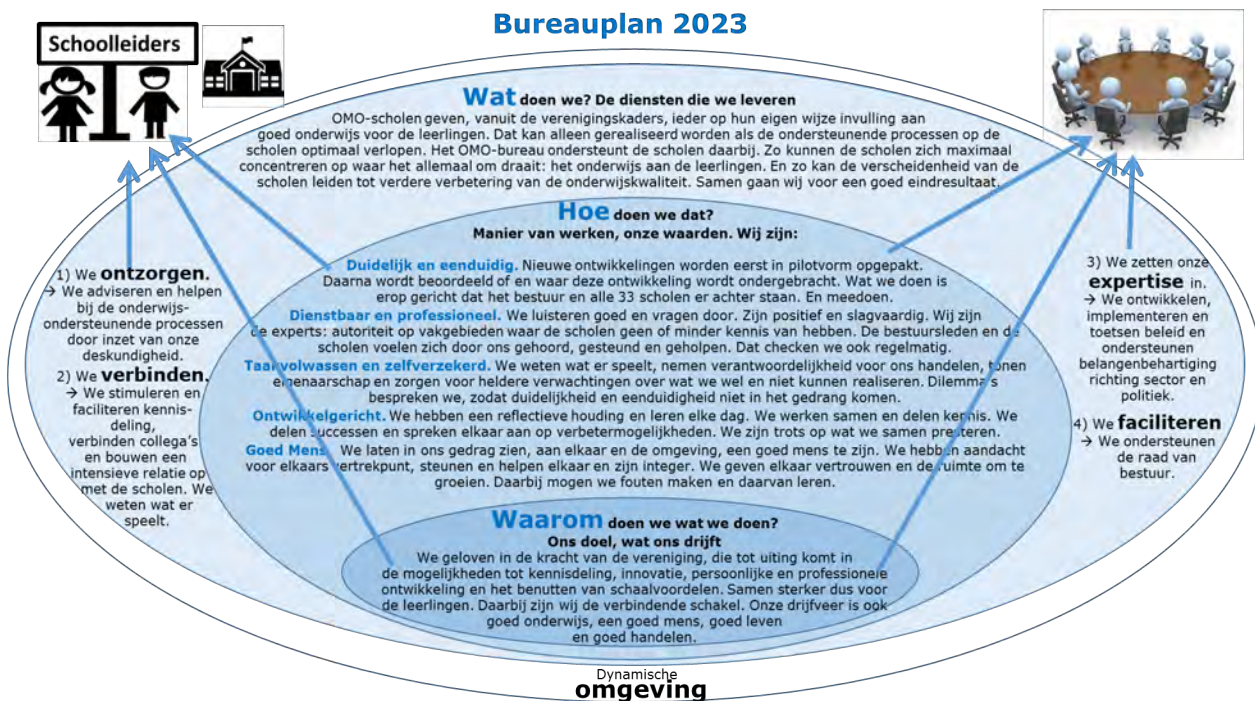 Bureauplan 2023
Schoolleiders
Wat doen we? De diensten die we leveren
OMO-scholen geven, vanuit de verenigingskaders, ieder op hun eigen wijze invulling aan
goed onderwijs voor de leerlingen. Dat kan alleen gerealiseerd worden als de ondersteunende processen op de
scholen optimaal verlopen. Het OMO-bureau ondersteunt de scholen daarbij. Zo kunnen de scholen zich maximaal
concentreren op waar het allemaal om draait: het onderwijs aan de leerlingen. En zo kan de verscheidenheid van de
scholen leiden tot verdere verbetering van de onderwijskwaliteit. Samen gaan wij voor een goed eindresultaat.
Hoe doen we dat?
Manier van werken, onze waarden. Wij zijn:
Duidelijk en eenduidig. Nieuwe ontwikkelingen worden eerst in pilotvorm opgepakt.
Daarna wordt beoordeeld of en waar deze ontwikkeling wordt ondergebracht. Wat we doen is
erop gericht dat het bestuur en alle 33 scholen er achter staan. En meedoen.
Dienstbaar en professioneel. We luisteren goed en vragen door. Zijn positief en slagvaardig. Wij zijn
de experts: autoriteit op vakgebieden waar de scholen geen of minder kennis van hebben. De bestuursleden en de
scholen voelen zich door ons gehoord, gesteund en geholpen. Dat checken we ook regelmatig.
Taakvolwassen en zelfverzekerd. We weten wat er speelt, nemen verantwoordelijkheid voor ons handelen, tonen
eigenaarschap en zorgen voor heldere verwachtingen over wat we wel en niet kunnen realiseren. Dilemma's
bespreken we, zodat duidelijkheid en eenduidigheid niet in het gedrang komen.
Ontwikkelgericht. We hebben een reflectieve houding en leren elke dag. We werken samen en delen kennis. We
delen successen en spreken elkaar aan op verbetermogelijkheden. We zijn trots op wat we samen presteren.
Goed Mens. We laten in ons gedrag zien, aan elkaar en de omgeving, een goed mens te zijn. We hebben aandacht
voor elkaars vertrekpunt, steunen en helpen elkaar en zijn integer. We geven elkaar vertrouwen en de ruimte om te
groeien. Daarbij mogen we fouten maken en daarvan leren.
Waarom doen we wat we doen?
Ons doel, wat ons drijft
We geloven in de kracht van de vereniging, die tot uiting komt in
de mogelijkheden tot kennisdeling, innovatie, persoonlijke en professionele
ontwikkeling en het benutten van schaalvoordelen. Samen sterker dus voor
de leerlingen. Daarbij zijn wij de verbindende schakel. Onze drijfveer is ook
goed onderwijs, een goed mens, goed leven
en goed handelen.
1) We ontzorgen.
→ We adviseren en helpen
bij de onderwijs-
ondersteunende processen
door inzet van onze
deskundigheid.
2) We verbinden.
→ We stimuleren en
faciliteren kennis-
deling,
verbinden collega's
en bouwen een
intensieve relatie op
met de scholen. We
weten wat er
speelt.
3) We zetten onze
expertise in.
→ We ontwikkelen,
implementeren en
toetsen beleid en
ondersteunen
belangenbehartiging
richting sector en
politiek.
4) We faciliteren
→ We ondersteunen
de raad van
bestuur.
Dynamische
omgeving